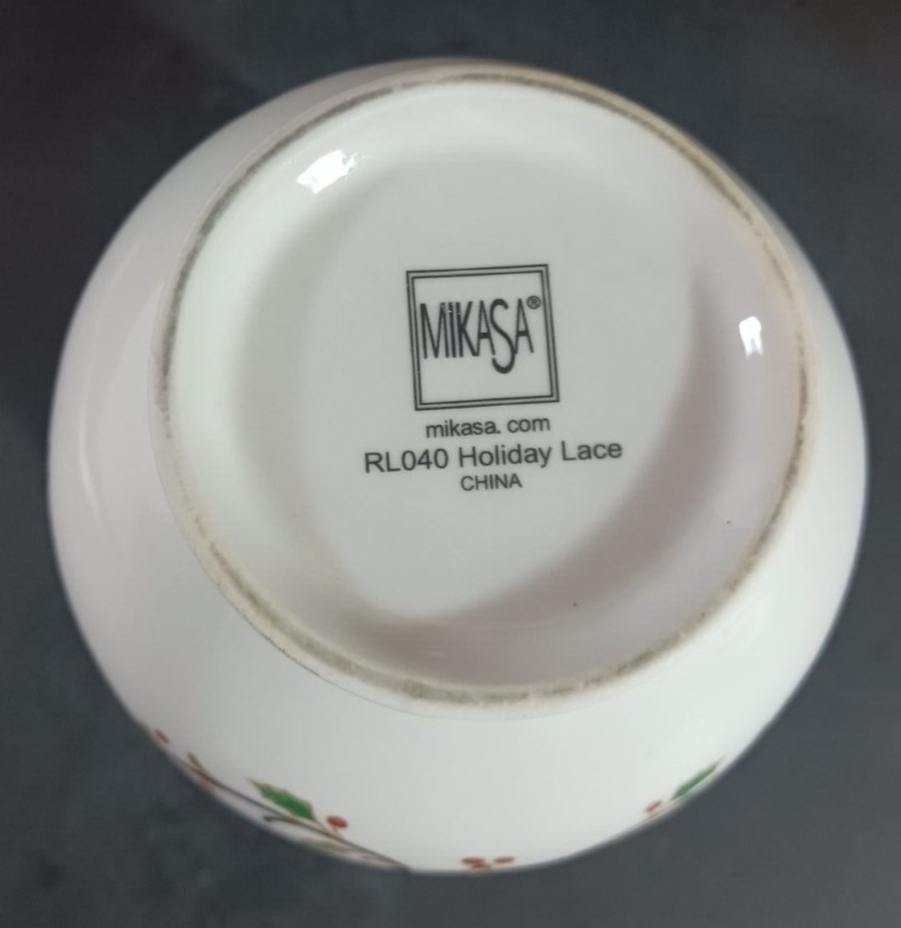 MIKASA®
mikasa. com
RL040 Holiday Lace
CHINA